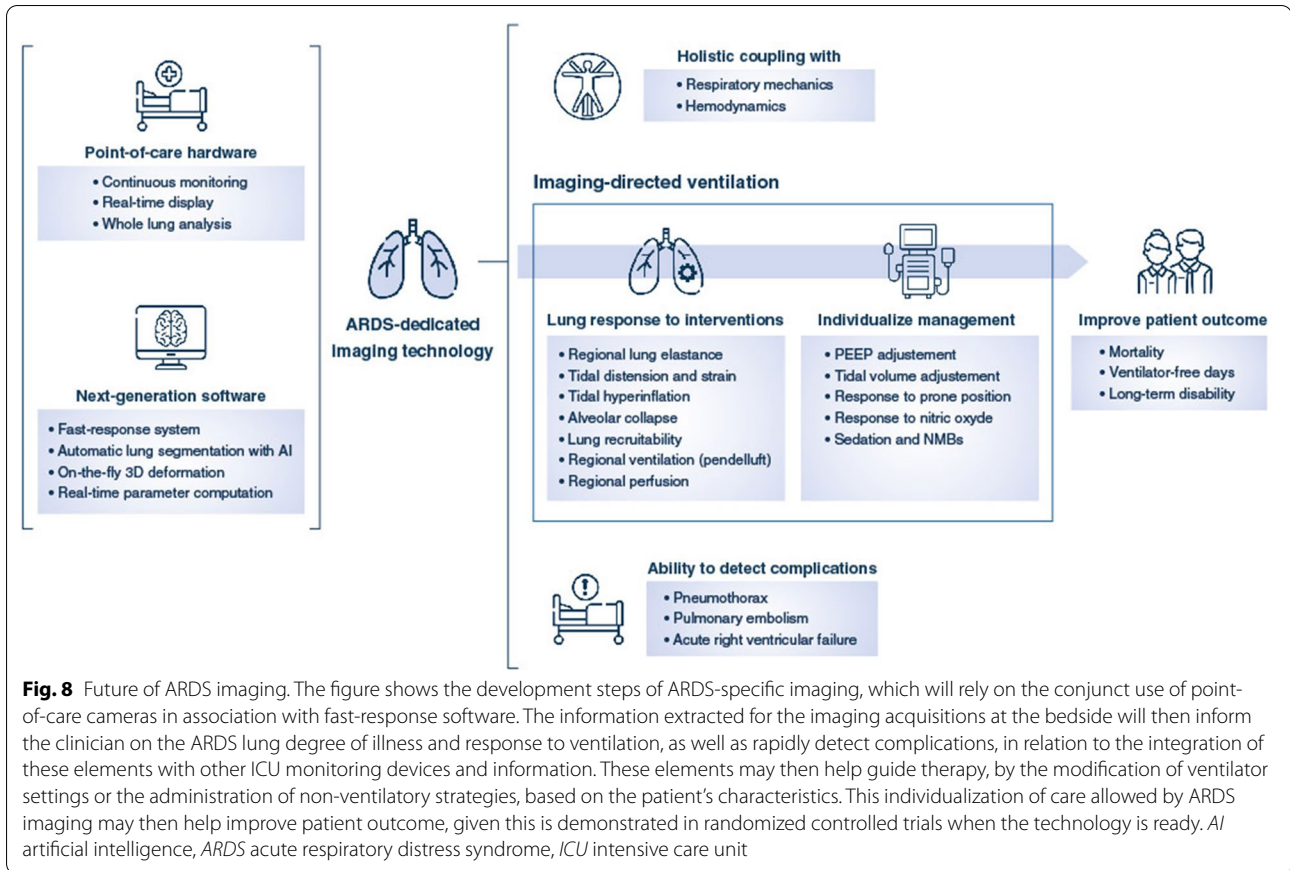 Point-of-care hardware
• Continuous monitoring
• Real-time display
• Whole lung analysis
Next-generation software
• Fast-response system
• Automatic lung segmentation with AI
• On-the-fly 3D deformation
• Real-time parameter computation
ARDS-dedicated
Imaging technology
Holistic coupling with
• Respiratory mechanics
• Hemodynamics
Imaging-directed ventilation
Lung response to interventions
• Regional lung elastance
• Tidal distension and strain
• Tidal hyperinflation
• Alveolar collapse
• Lung recruitability
• Regional ventilation (pendelluft)
• Regional perfusion
Individualize management
• PEEP adjustement
• Tidal volume adjustement
• Response to prone position
• Response to nitric oxyde
• Sedation and NMBs
Improve patient outcome
• Mortality
• Ventilator-free days
• Long-term disability
Ability to detect complications
• Pneumothorax
• Pulmonary embolism
• Acute right ventricular failure
Fig. 8 Future of ARDS imaging. The figure shows the development steps of ARDS-specific imaging, which will rely on the conjunct use of point-
of-care cameras in association with fast-response software. The information extracted for the imaging acquisitions at the bedside will then inform
the clinician on the ARDS lung degree of illness and response to ventilation, as well as rapidly detect complications, in relation to the integration of
these elements with other ICU monitoring devices and information. These elements may then help guide therapy, by the modification of ventilator
settings or the administration of non-ventilatory strategies, based on the patient's characteristics. This individualization of care allowed by ARDS
imaging may then help improve patient outcome, given this is demonstrated in randomized controlled trials when the technology is ready. AI
artificial intelligence, ARDS acute respiratory distress syndrome, ICU intensive care unit